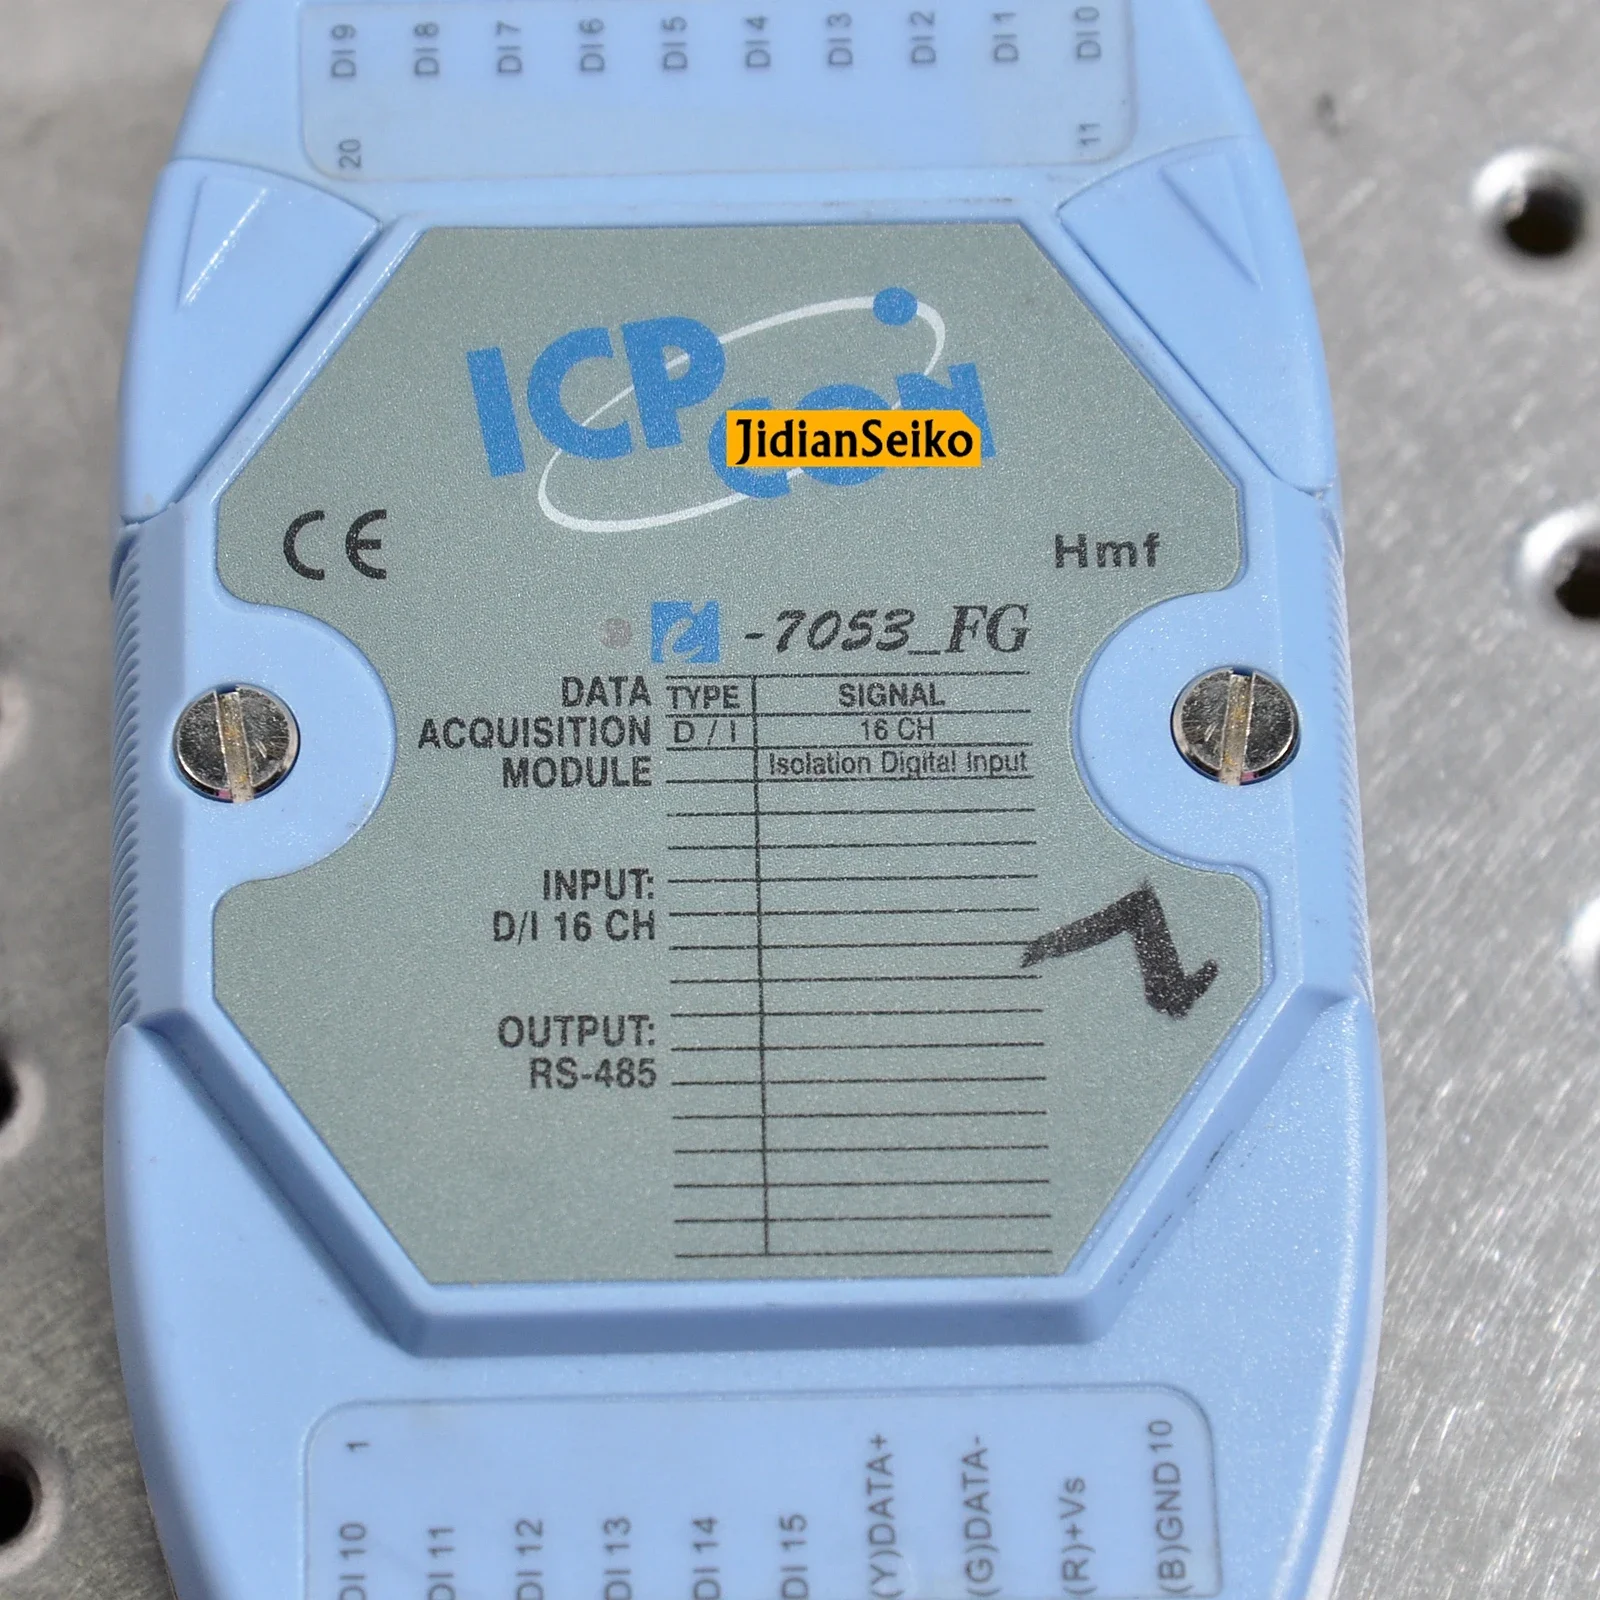 DI 9 DI 8 DI 7 DI 6 DI 5 DI 4 DI 3 DI 2 DI 1 DI 0
20 11
ICP
CON
JidianSeiko
CE Hmf
-7053_FG
DATA ACQUISITION MODULE
TYPE SIGNAL
D / I 16 CH
Isolation Digital Input
INPUT:
D/I 16 CH
OUTPUT:
RS-485
1 10
DI 10 DI 11 DI 12 DI 13 DI 14 DI 15 (Y)DATA+ (G)DATA- (R)+Vs (B)GND